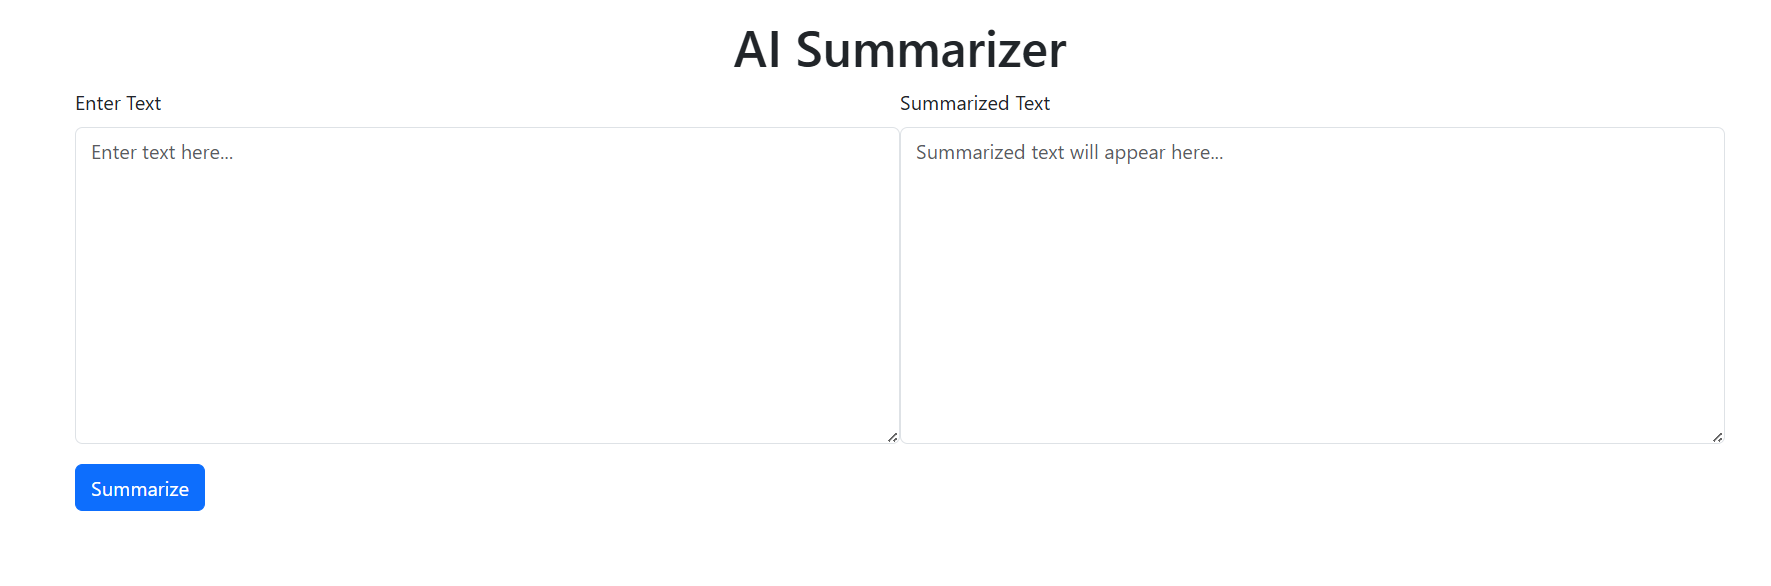 AI Summarizer
Enter Text
Summarized Text
Enter text here...
Summarized text will appear here...
Summarize